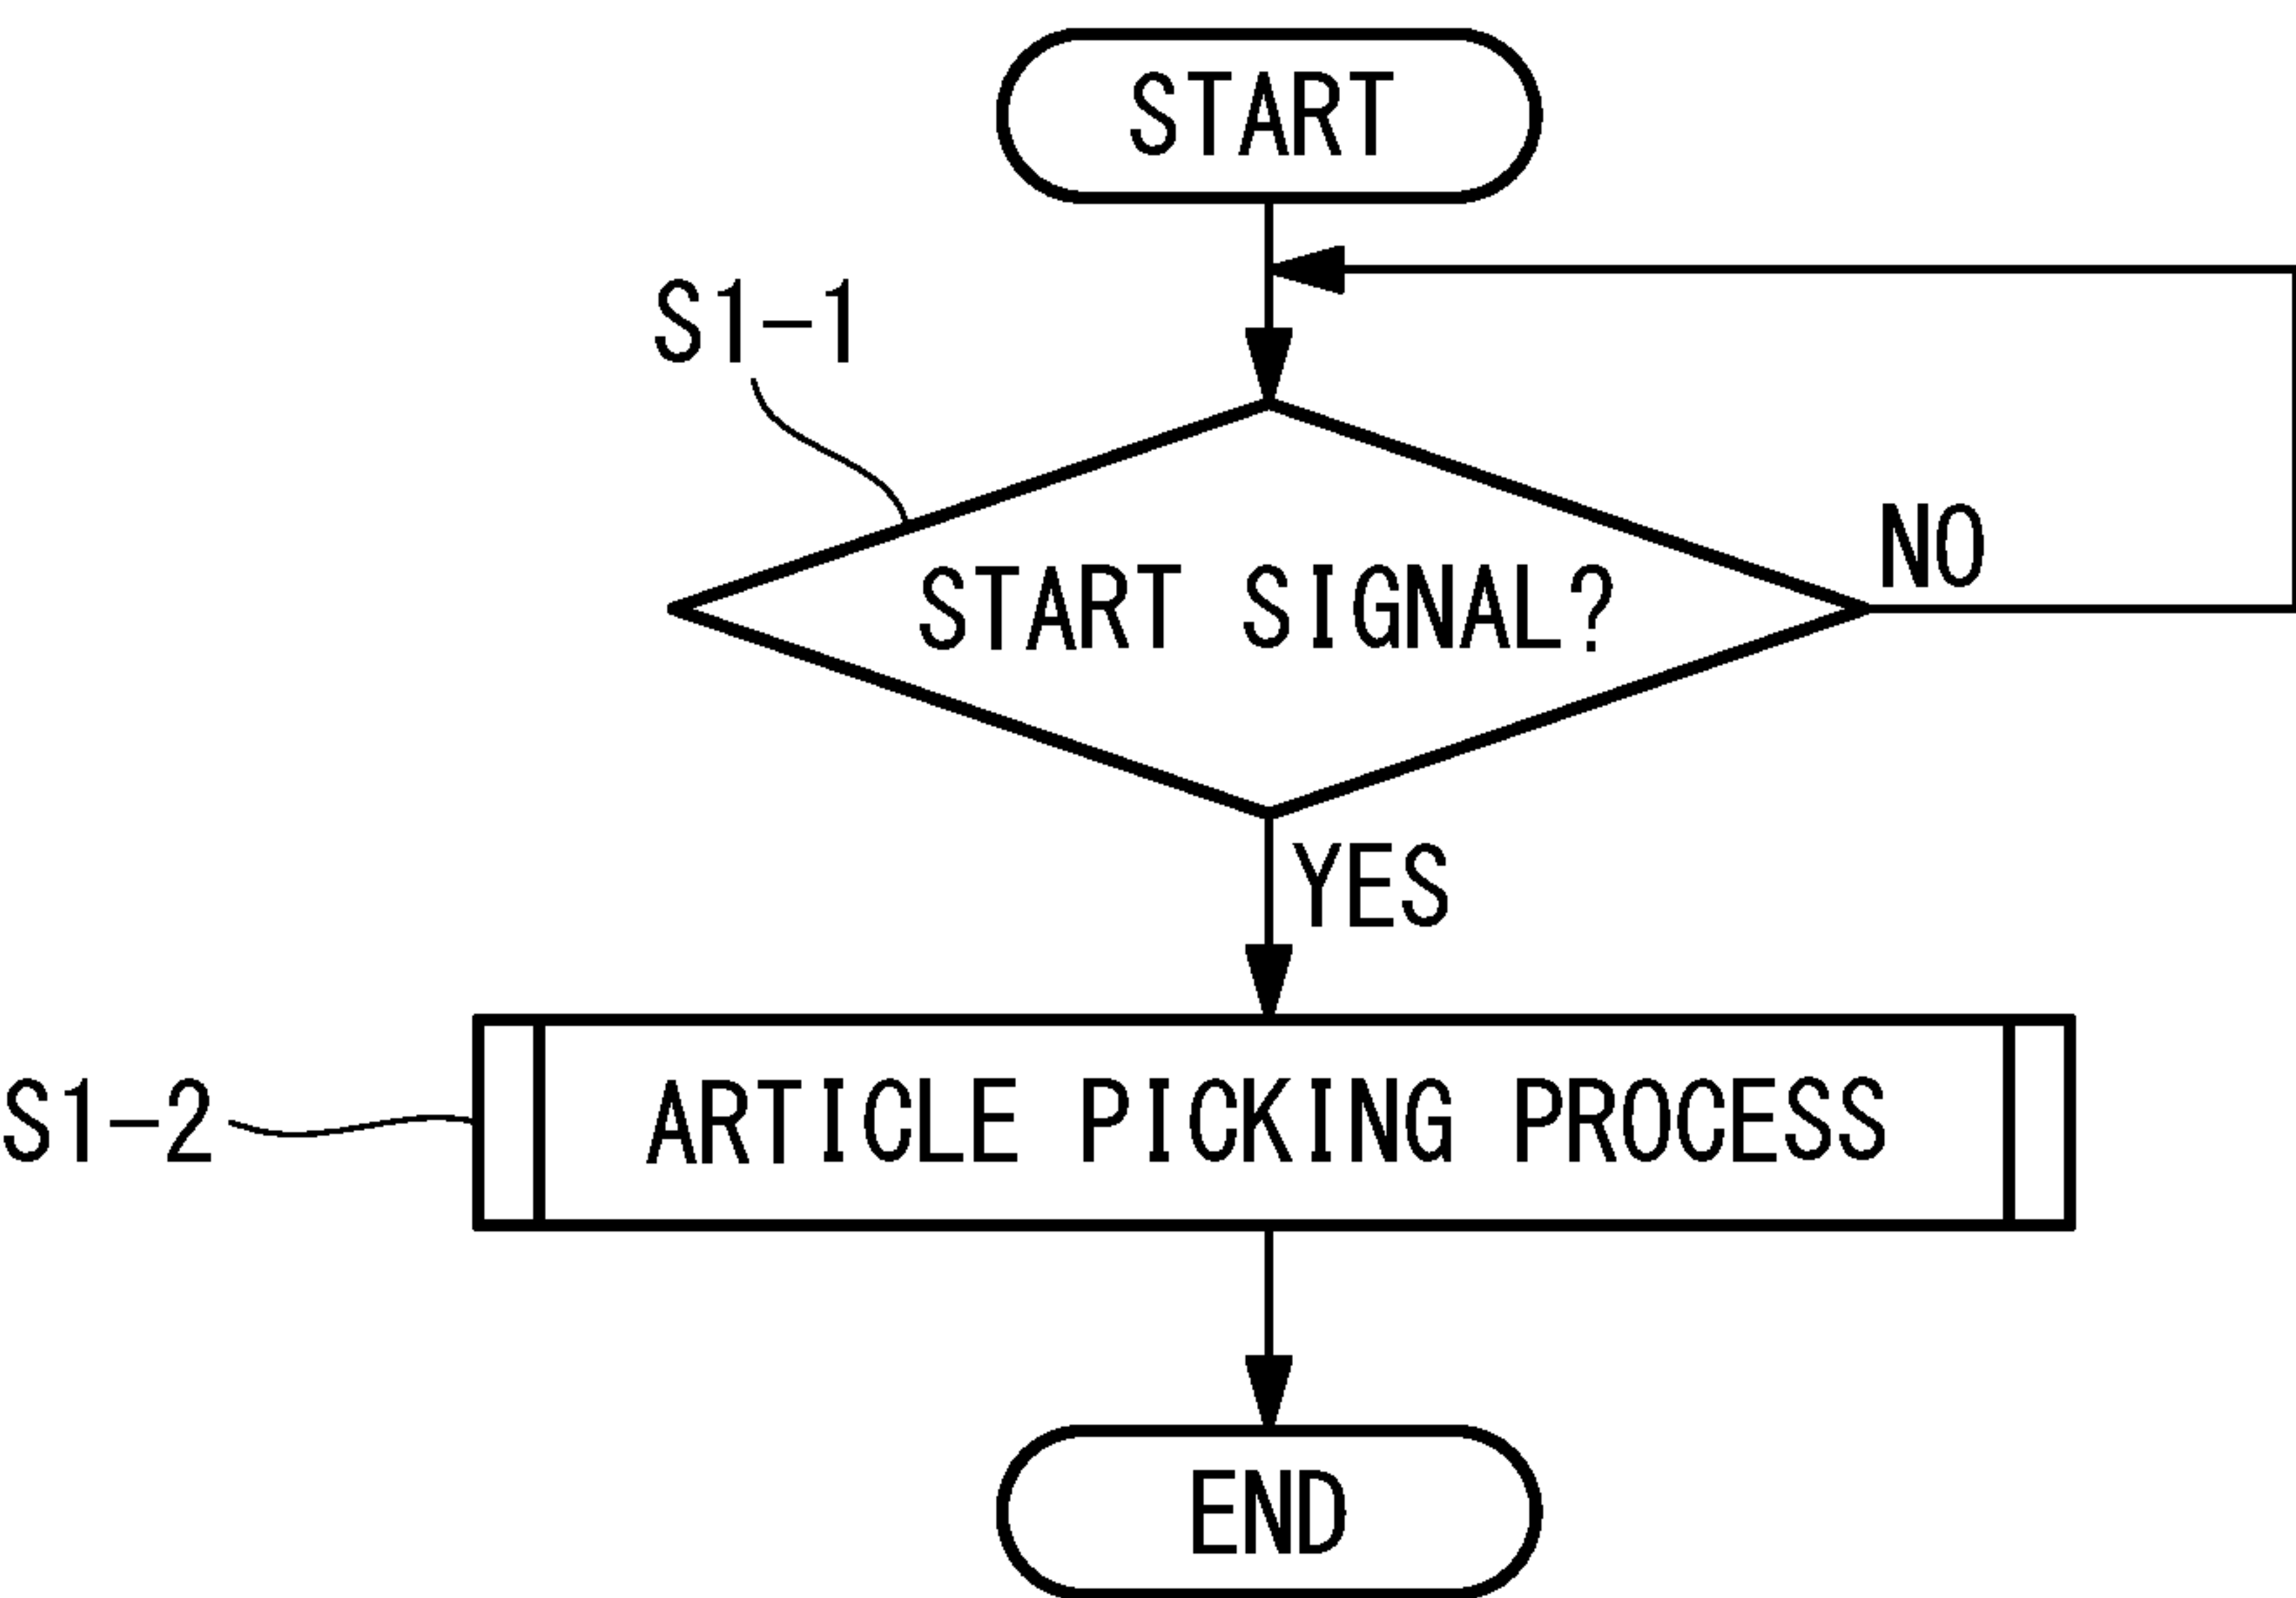 START
S1-1
START SIGNAL?
NO
YES
S1-2
ARTICLE PICKING PROCESS
END